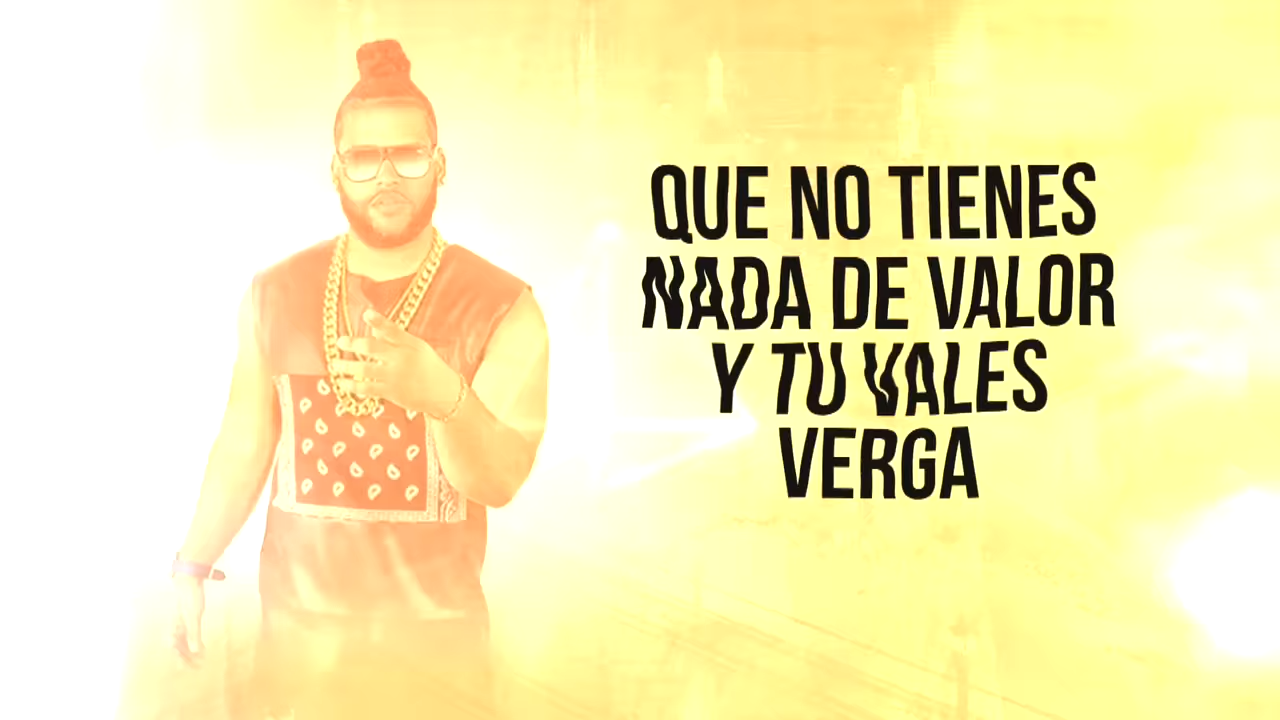 QUE NO TIENES
NADA DE VALOR
Y TU VALES
VERGA